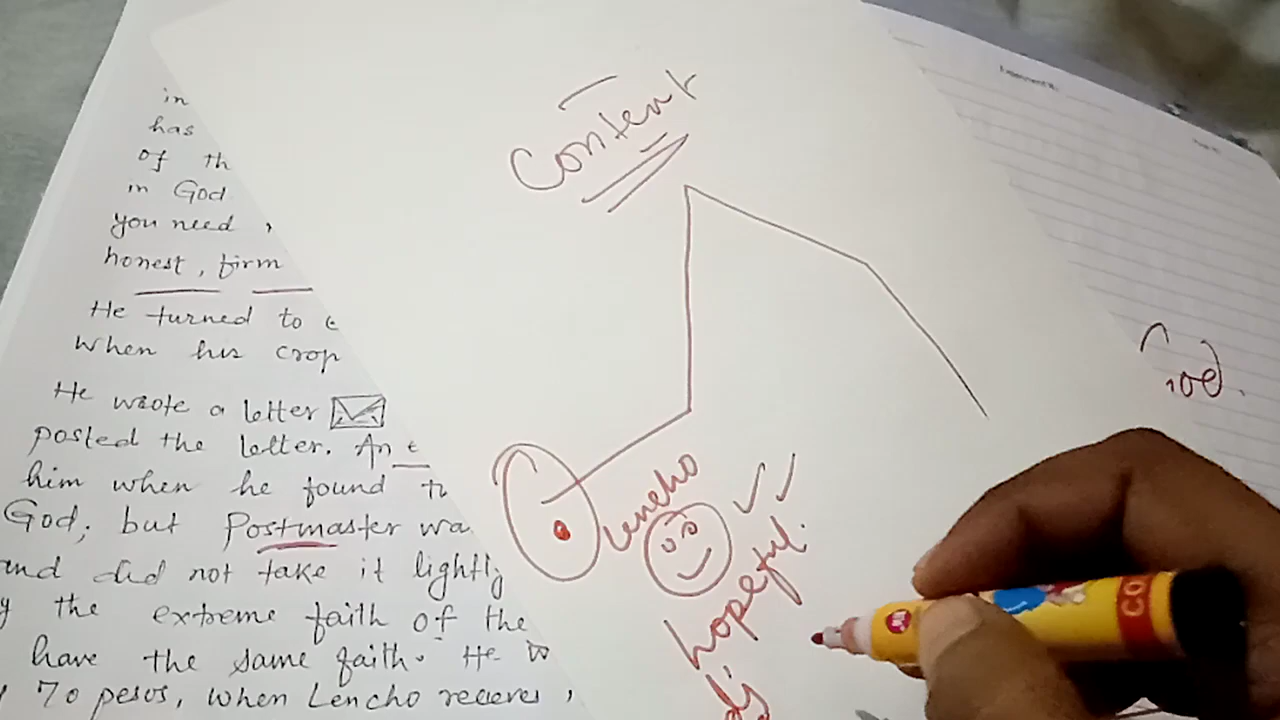 Content
Lencho
hopeful.
in
has
of th
in God
you need,
honest, firm
He turned to
When his crop
He wrote a letter
posted the letter. An
him when he found
God; but Postmaster wa
and did not take it lightly
the extreme faith of the
have the same faith. He
70 pesos, when Lencho receves,
CO